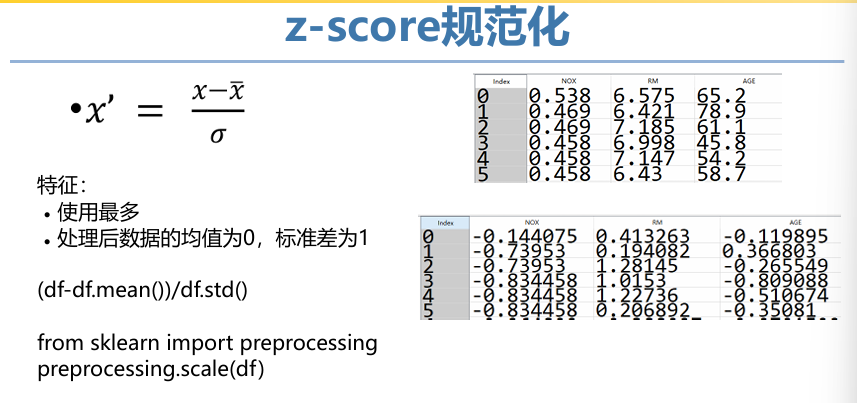 z-score规范化
•x’ = (x−x̄)/σ
特征：
•使用最多
•处理后数据的均值为0，标准差为1
(df-df.mean())/df.std()
from sklearn import preprocessing
preprocessing.scale(df)
Index NOX RM AGE
0 0.538 6.575 65.2
1 0.469 6.421 78.9
2 0.469 7.185 61.1
3 0.458 6.998 45.8
4 0.458 7.147 54.2
5 0.458 6.43 58.7
Index NOX RM AGE
0 -0.144075 0.413263 -0.119895
1 -0.73953 0.194082 0.366803
2 -0.73953 1.28145 -0.265549
3 -0.834458 1.0153 -0.809088
4 -0.834458 1.22736 -0.510674
5 -0.834458 0.206892 -0.35081